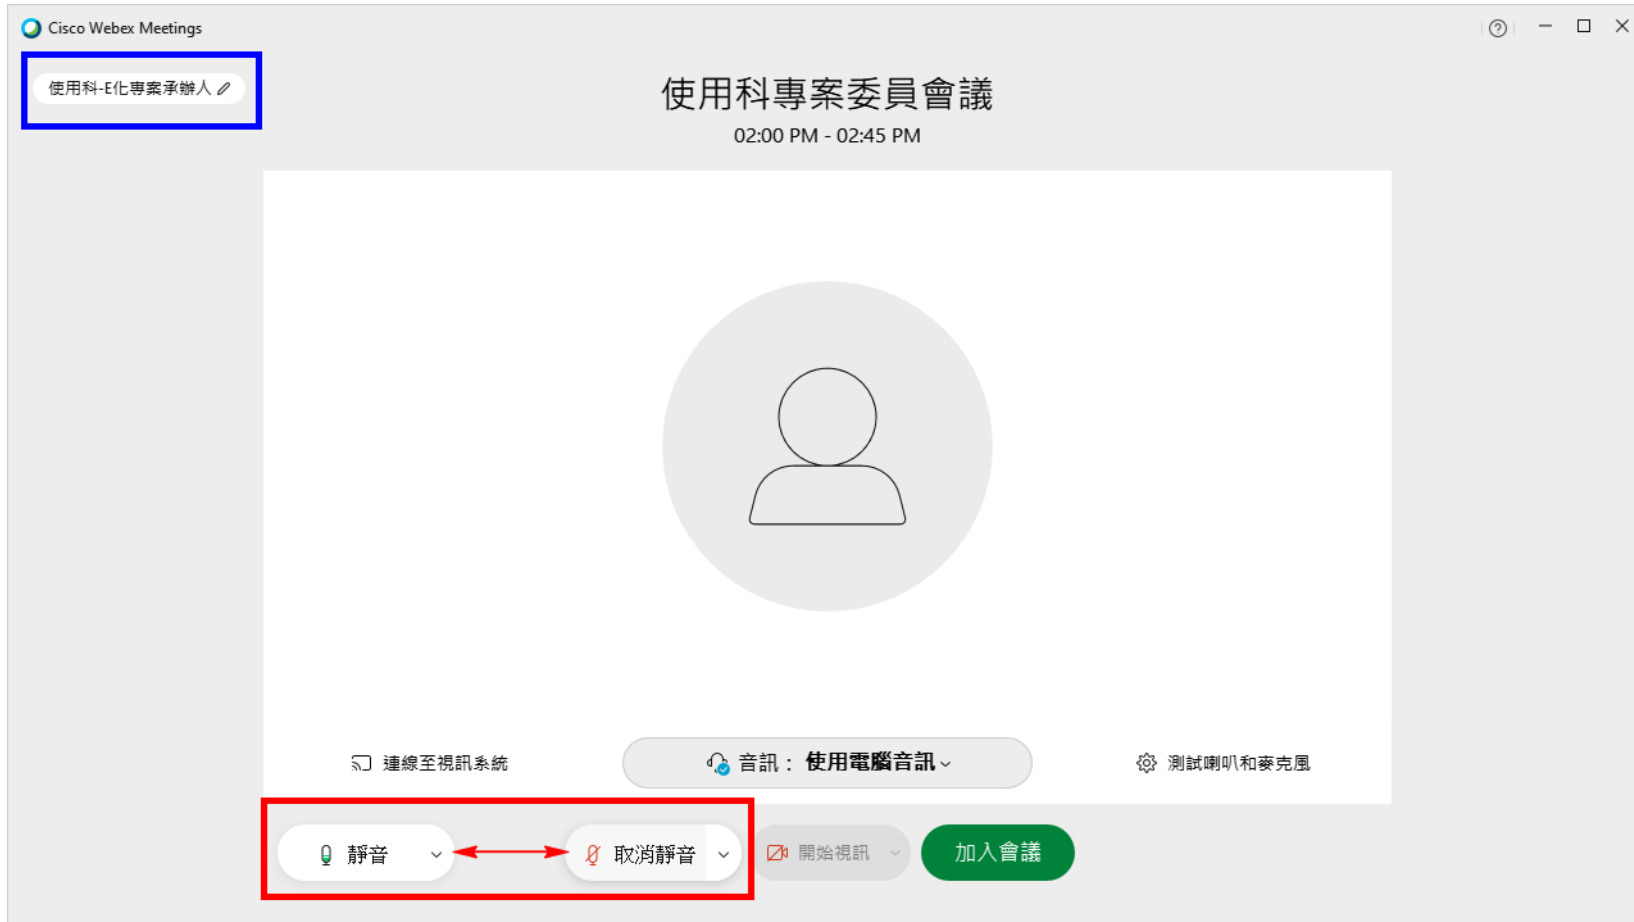 Cisco Webex Meetings
使用科-E化專案承辦人
使用科專案委員會議
02:00 PM - 02:45 PM
連線至視訊系統
音訊： 使用電腦音訊
測試喇叭和麥克風
靜音
取消靜音
開始視訊
加入會議